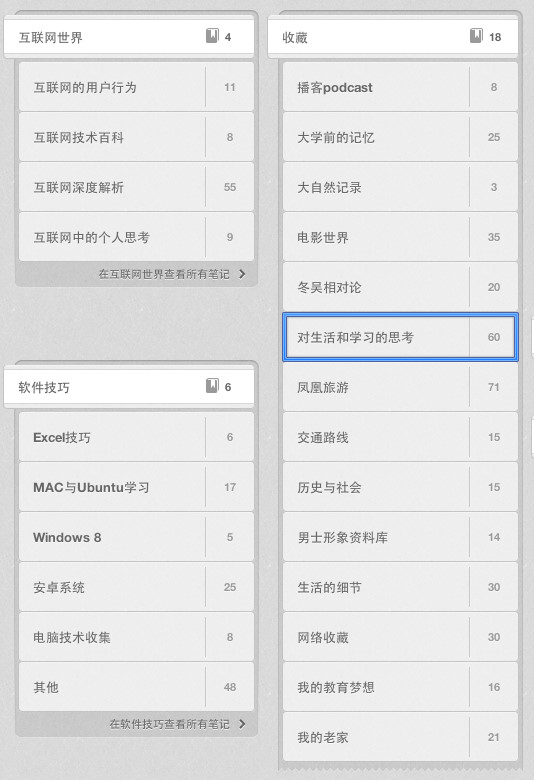 互联网世界 4
互联网的用户行为 11
互联网技术百科 8
互联网深度解析 55
互联网中的个人思考 9
在互联网世界查看所有笔记
软件技巧 6
Excel技巧 6
MAC与Ubuntu学习 17
Windows 8 5
安卓系统 25
电脑技术收集 8
其他 48
在软件技巧查看所有笔记
收藏 18
播客podcast 8
大学前的记忆 25
大自然记录 3
电影世界 35
冬吴相对论 20
对生活和学习的思考 60
凤凰旅游 71
交通路线 15
历史与社会 15
男士形象资料库 14
生活的细节 30
网络收藏 30
我的教育梦想 16
我的老家 21